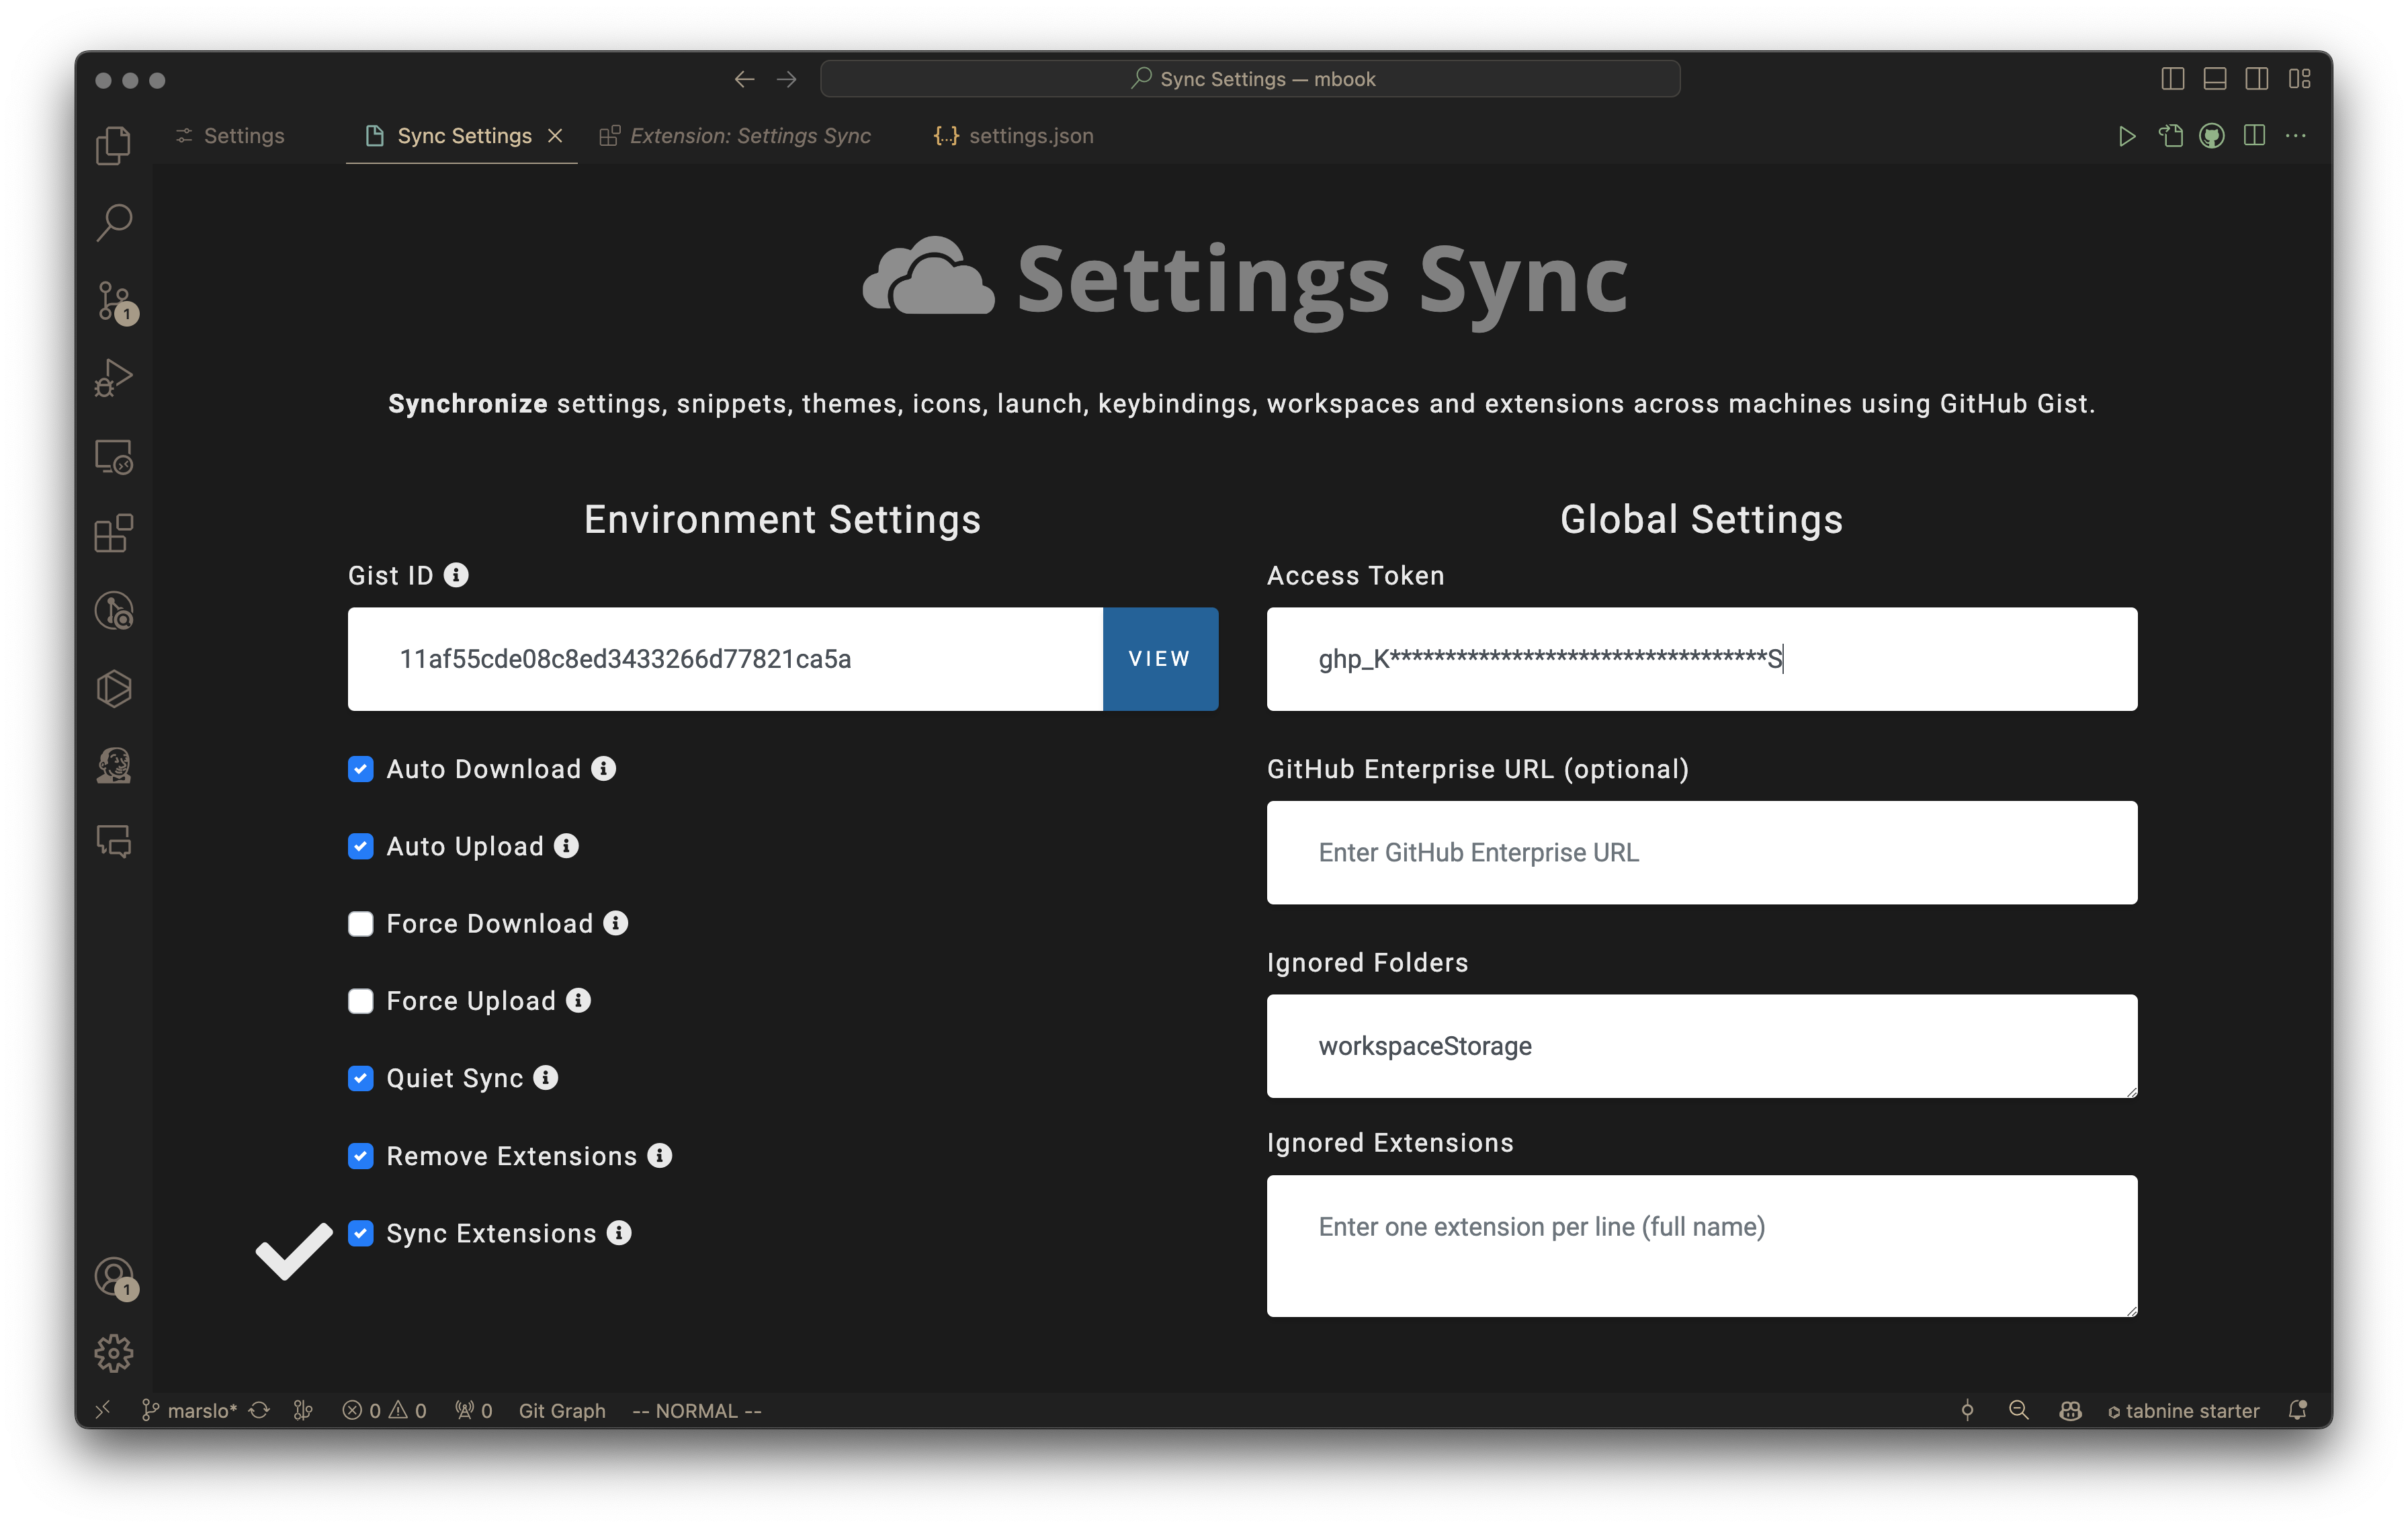 Sync Settings — mbook
Settings
Sync Settings
Extension: Settings Sync
{...} settings.json
Settings Sync
Synchronize settings, snippets, themes, icons, launch, keybindings, workspaces and extensions across machines using GitHub Gist.
Environment Settings
Gist ID
11af55cde08c8ed3433266d77821ca5a
VIEW
Auto Download
Auto Upload
Force Download
Force Upload
Quiet Sync
Remove Extensions
Sync Extensions
Global Settings
Access Token
ghp_K**********************************S
GitHub Enterprise URL (optional)
Enter GitHub Enterprise URL
Ignored Folders
workspaceStorage
Ignored Extensions
Enter one extension per line (full name)
1
1
marslo*
0
0
0
Git Graph
-- NORMAL --
tabnine starter